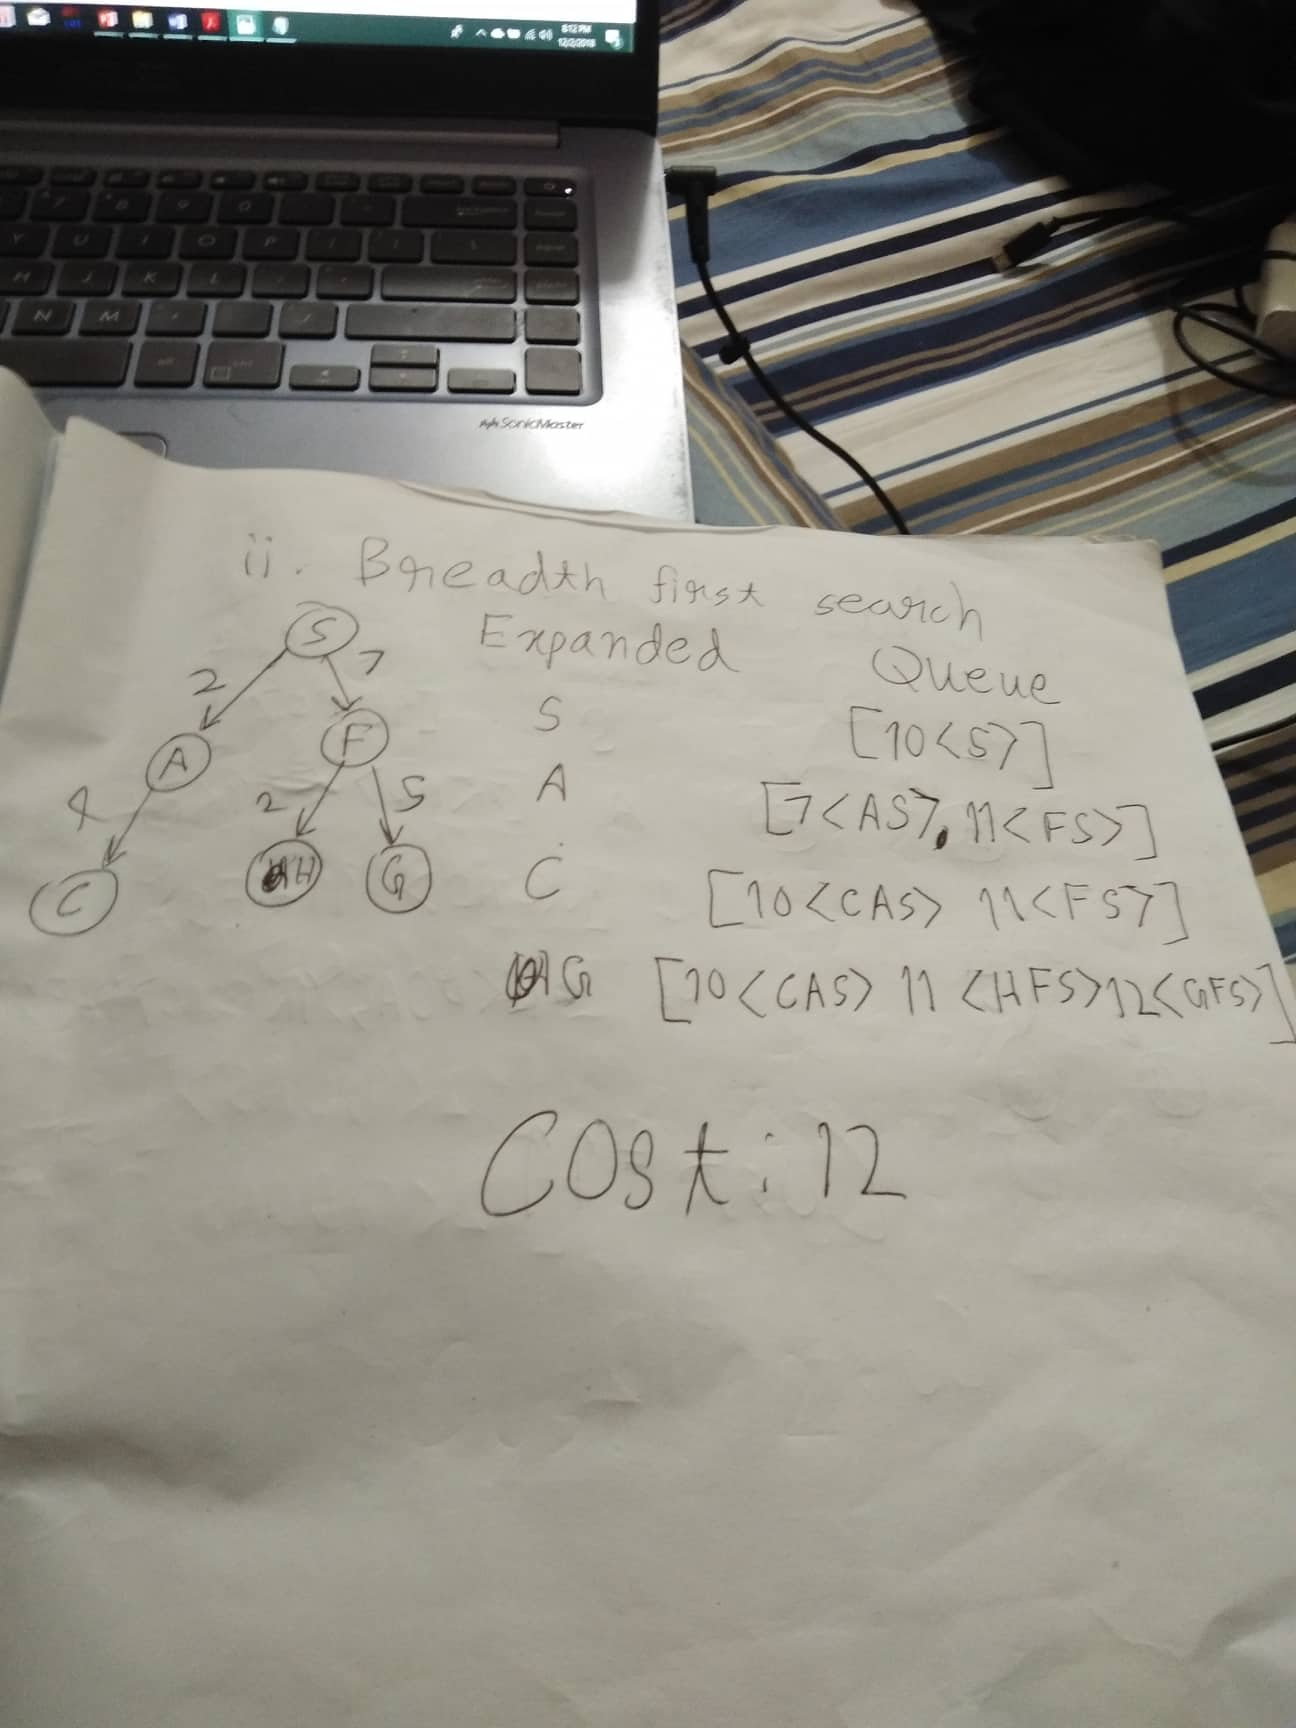 8:12 PM
12/2/2018
SonicMaster
ii. Breadth first search
Expanded Queue
S [10<S>]
A [7<AS>, 11<FS>]
C [10<CAS> 11<FS>]
G [10<CAS> 11<HFS>12<GFS>]
S
2 7
A F
4 2 5
C H G
Cost: 12